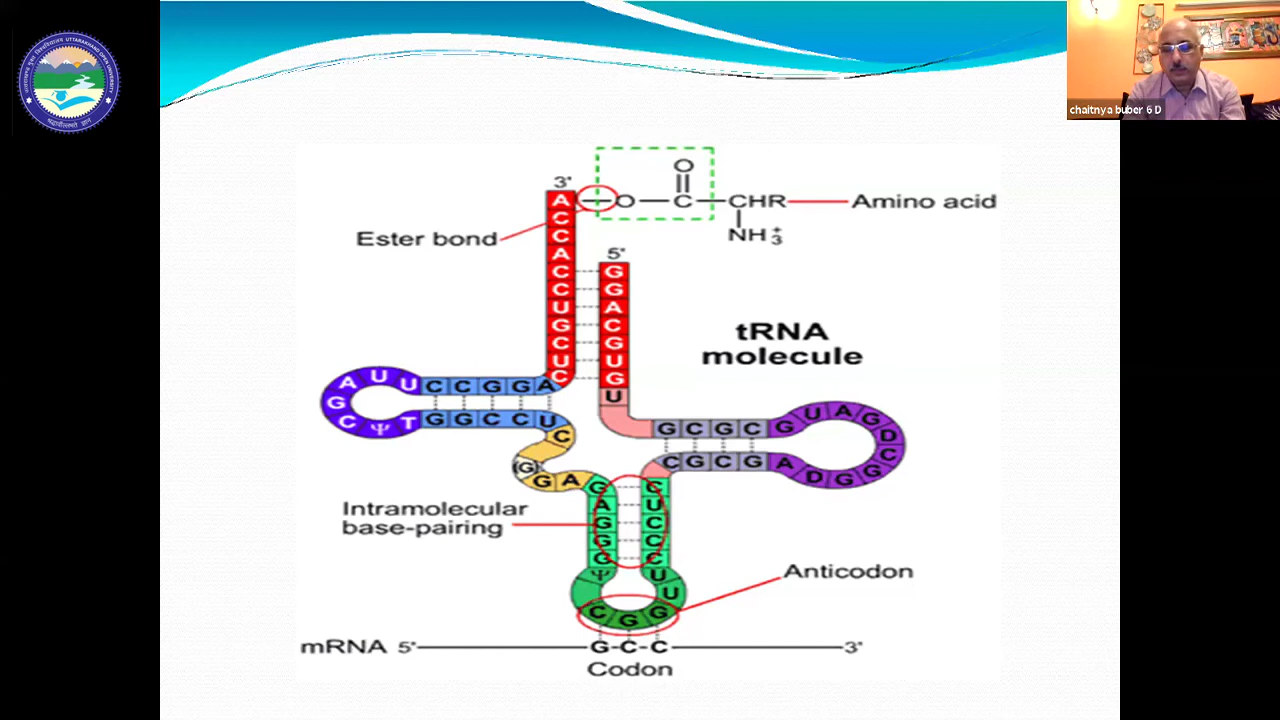 chaitnya buber 6 D
3'
A
O
O
C
CHR
Amino acid
NH3+
Ester bond
5'
A C C A C C U G C U C
G G A C G U G U
tRNA
molecule
A U U C C G G A
G
C Ψ T G G C C U
C
(G)
G A
G C G C G U A G D C G G D A G C G C
Intramolecular
base-pairing
G A G G G Ψ
C U C C C U U
C G G
Anticodon
mRNA 5'
G-C-C
3'
Codon